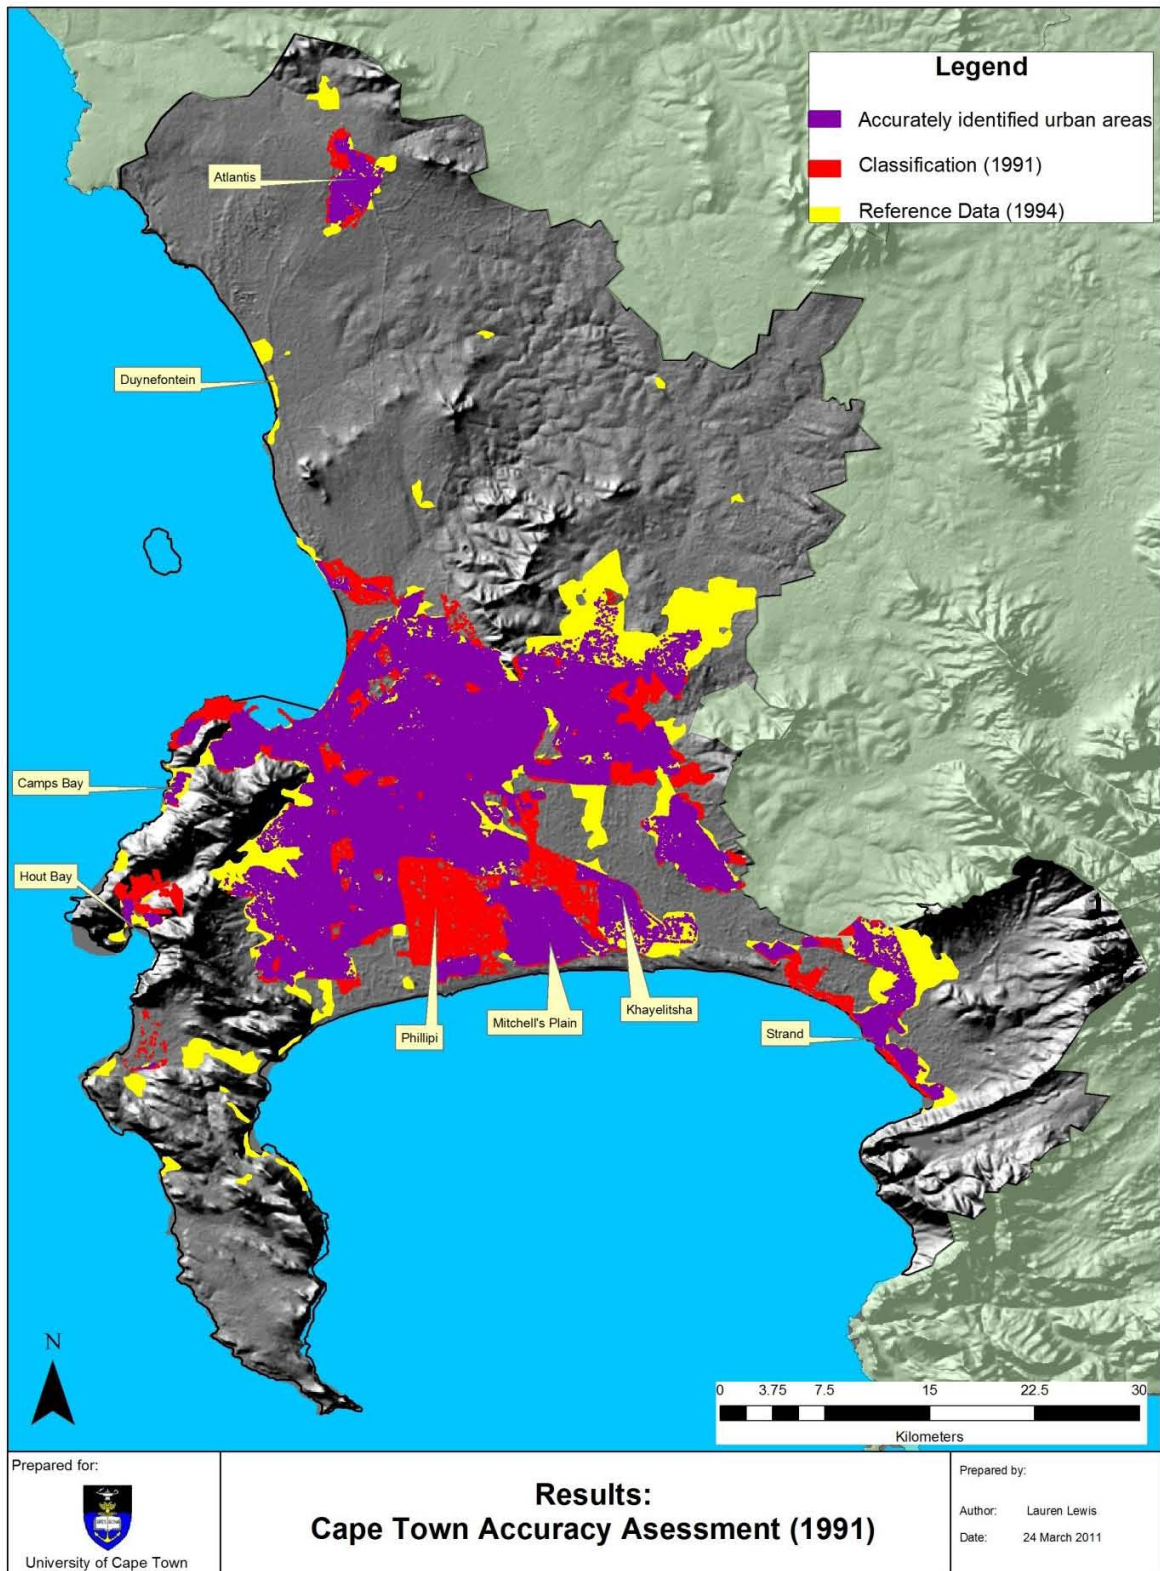 Legend
Accurately identified urban areas
Classification (1991)
Reference Data (1994)
Atlantis
Duynefontein
Camps Bay
Hout Bay
Khayelitsha
Mitchell's Plain
Phillipi
Strand
N
0 3.75 7.5 15 22.5 30
Kilometers
Prepared for:
University of Cape Town
Results:
Cape Town Accuracy Asessment (1991)
Prepared by:
Author: Lauren Lewis
Date: 24 March 2011